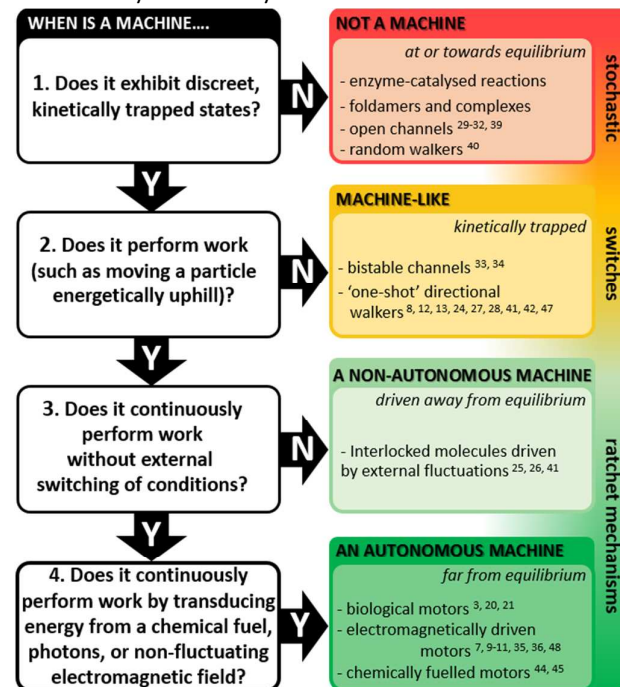 WHEN IS A MACHINE....
1. Does it exhibit discreet,
kinetically trapped states?
N
NOT A MACHINE
at or towards equilibrium
- enzyme-catalysed reactions
- foldamers and complexes
- open channels 29-32, 39
- random walkers 40
stochastic
Y
2. Does it perform work
(such as moving a particle
energetically uphill)?
N
MACHINE-LIKE
kinetically trapped
- bistable channels 33, 34
- ‘one-shot’ directional
walkers 8, 12, 13, 24, 27, 28, 41, 42, 47
switches
Y
3. Does it continuously
perform work
without external
switching of conditions?
N
A NON-AUTONOMOUS MACHINE
driven away from equilibrium
- Interlocked molecules driven
by external fluctuations 25, 26, 41
ratchet mechanisms
Y
4. Does it continuously
perform work by transducing
energy from a chemical fuel,
photons, or non-fluctuating
electromagnetic field?
Y
AN AUTONOMOUS MACHINE
far from equilibrium
- biological motors 3, 20, 21
- electromagnetically driven
motors 7, 9-11, 35, 36, 48
- chemically fuelled motors 44, 45